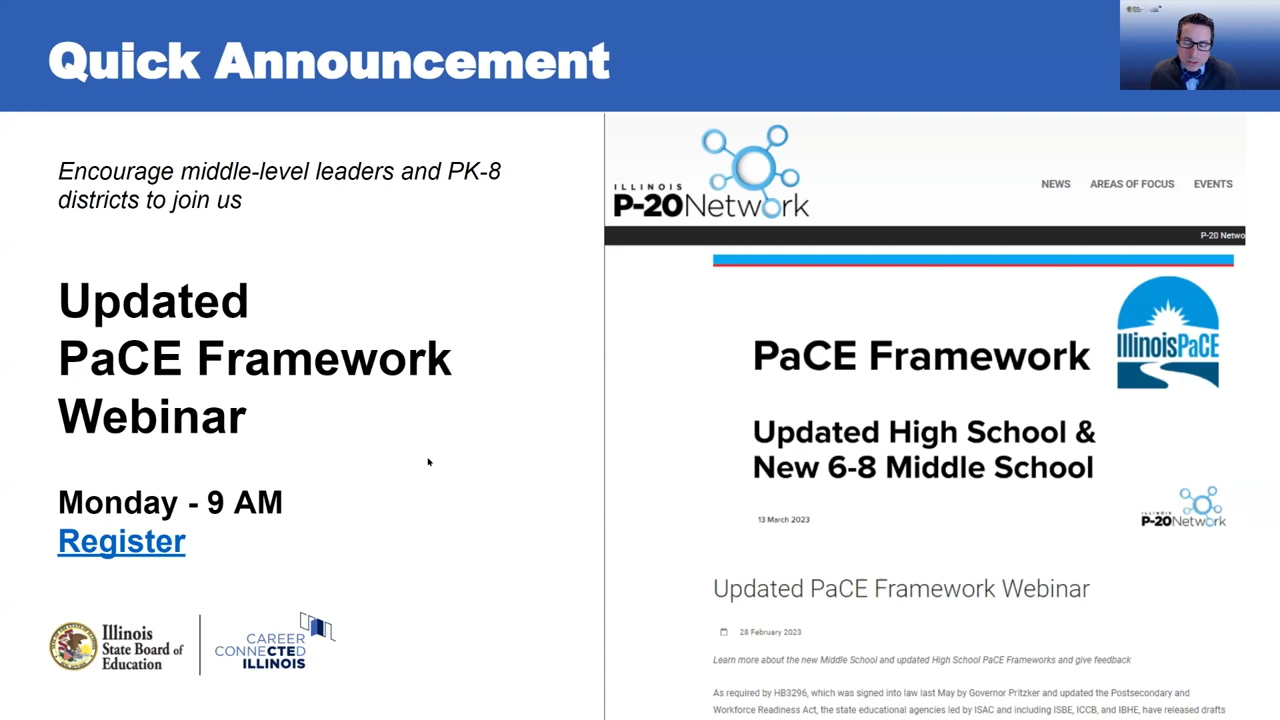 Quick Announcement
Encourage middle-level leaders and PK-8
districts to join us
Updated
PaCE Framework
Webinar
Monday - 9 AM
Register
Illinois
State Board of
Education
CAREER
CONNECTED
ILLINOIS
ILLINOIS
P-20 Network
NEWS AREAS OF FOCUS EVENTS
P-20 Netwo
PaCE Framework
IllinoisPaCE
Updated High School &
New 6-8 Middle School
13 March 2023
ILLINOIS
P-20 Network
Updated PaCE Framework Webinar
28 February 2023
Learn more about the new Middle School and updated High School PaCE Frameworks and give feedback
As required by HB3296, which was signed into law last May by Governor Pritzker and updated the Postsecondary and
Workforce Readiness Act, the state educational agencies led by ISAC and including ISBE, ICCB, and IBHE, have released drafts